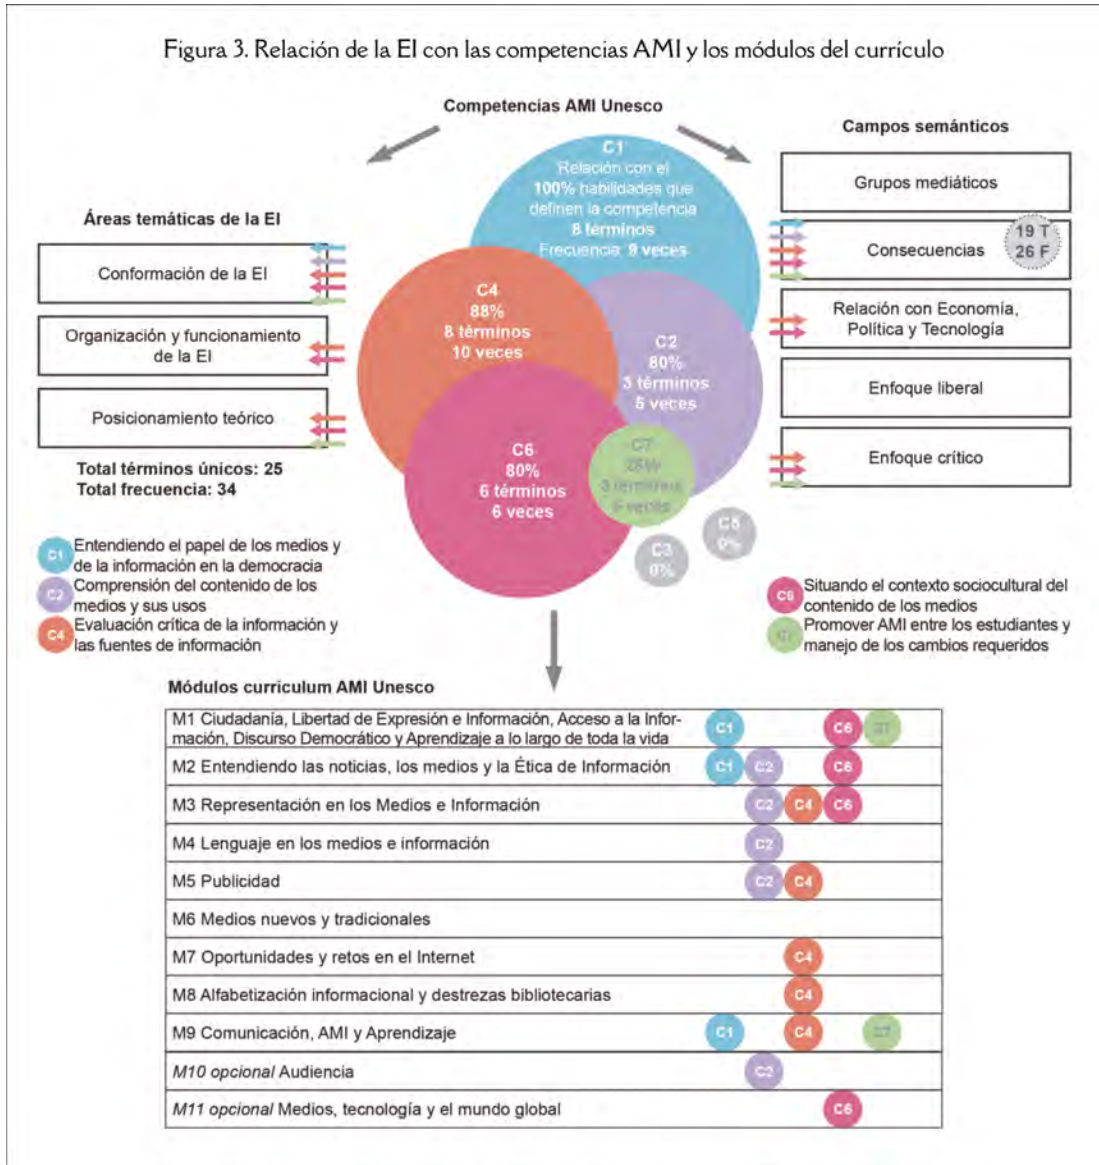 Figura 3. Relación de la EI con las competencias AMI y los módulos del currículo
Competencias AMI Unesco
Áreas temáticas de la EI
Conformación de la EI
Organización y funcionamiento
de la EI
Posicionamiento teórico
Total términos únicos: 25
Total frecuencia: 34
C1
Relación con el
100% habilidades que
definen la competencia
8 términos
Frecuencia: 9 veces
C4
88%
8 términos
10 veces
C2
80%
3 términos
5 veces
C6
80%
6 términos
6 veces
C7
3 términos
veces
C3
0%
C5
0%
Campos semánticos
Grupos mediáticos
Consecuencias
19 T
26 F
Relación con Economía,
Política y Tecnología
Enfoque liberal
Enfoque crítico
C1 Entendiendo el papel de los medios y
de la información en la democracia
C2 Comprensión del contenido de los
medios y sus usos
C4 Evaluación crítica de la información y
las fuentes de información
C6 Situando el contexto sociocultural del
contenido de los medios
C7 Promover AMI entre los estudiantes y
manejo de los cambios requeridos
Módulos curriculum AMI Unesco
M1 Ciudadanía, Libertad de Expresión e Información, Acceso a la Infor-
mación, Discurso Democrático y Aprendizaje a lo largo de toda la vida C1 C6 C7
M2 Entendiendo las noticias, los medios y la Ética de Información C1 C2 C6
M3 Representación en los Medios e Información C2 C4 C6
M4 Lenguaje en los medios e información C2
M5 Publicidad C2 C4
M6 Medios nuevos y tradicionales
M7 Oportunidades y retos en el Internet C4
M8 Alfabetización informacional y destrezas bibliotecarias C4
M9 Comunicación, AMI y Aprendizaje C1 C4 C7
M10 opcional Audiencia C2
M11 opcional Medios, tecnología y el mundo global C6